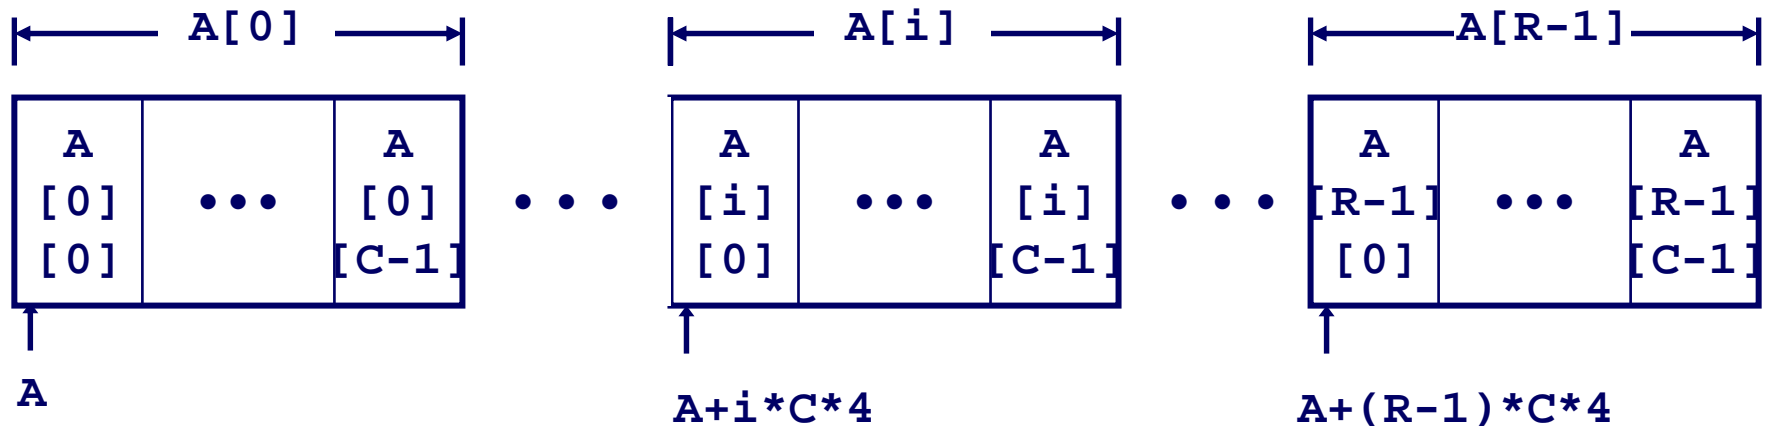 A[0] A[i] A[R-1]
A ••• A • • • A ••• A • • • A ••• A
[0] [0] [i] [i] [R-1] [R-1]
[0] [C-1] [0] [C-1] [0] [C-1]
A A+i*C*4 A+(R-1)*C*4